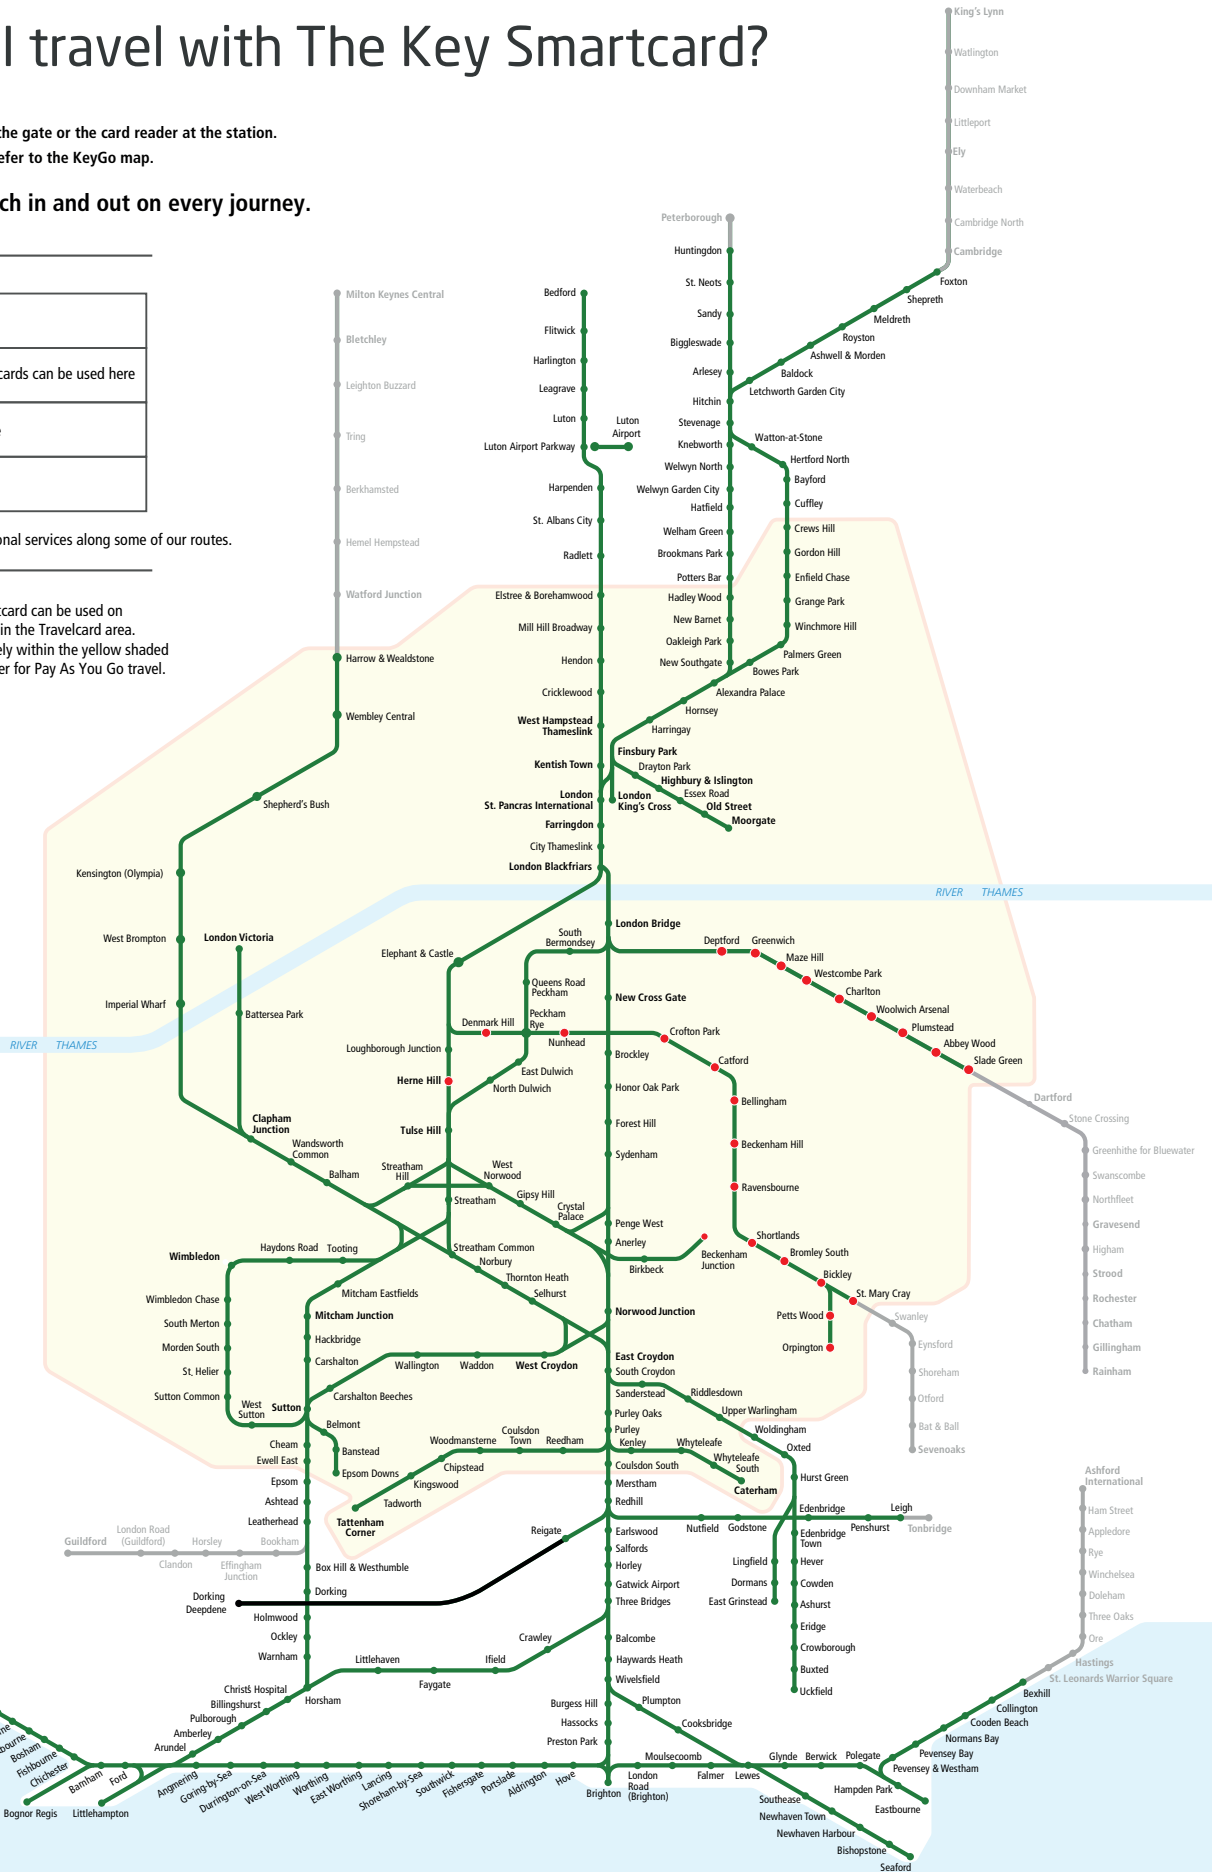 I travel with The Key Smartcard?
the gate or the card reader at the station.
efer to the KeyGo map.
ch in and out on every journey.
cards can be used here
onal services along some of our routes.
tcard can be used on
in the Travelcard area.
ely within the yellow shaded
er for Pay As You Go travel.
King's Lynn
Watlington
Downham Market
Littleport
Ely
Waterbeach
Cambridge North
Cambridge
Foxton
Shepreth
Meldreth
Royston
Ashwell & Morden
Baldock
Letchworth Garden City
Peterborough
Huntingdon
St. Neots
Sandy
Biggleswade
Arlesey
Hitchin
Stevenage
Knebworth
Welwyn North
Welwyn Garden City
Hatfield
Welham Green
Brookmans Park
Potters Bar
Hadley Wood
New Barnet
Oakleigh Park
New Southgate
Watton-at-Stone
Hertford North
Bayford
Cuffley
Crews Hill
Gordon Hill
Enfield Chase
Grange Park
Winchmore Hill
Palmers Green
Bowes Park
Alexandra Palace
Hornsey
Harringay
Finsbury Park
Drayton Park
Highbury & Islington
Essex Road
Old Street
Moorgate
London
King's Cross
Bedford
Flitwick
Harlington
Leagrave
Luton
Luton Airport Parkway
Luton
Airport
Harpenden
St. Albans City
Radlett
Elstree & Borehamwood
Mill Hill Broadway
Hendon
Cricklewood
West Hampstead
Thameslink
Kentish Town
London
St. Pancras International
Farringdon
City Thameslink
London Blackfriars
Milton Keynes Central
Bletchley
Leighton Buzzard
Tring
Berkhamsted
Hemel Hempstead
Watford Junction
Harrow & Wealdstone
Wembley Central
Shepherd's Bush
Kensington (Olympia)
West Brompton
Imperial Wharf
London Victoria
Battersea Park
RIVER THAMES
RIVER THAMES
Clapham
Junction
Wandsworth
Common
Balham
Elephant & Castle
Loughborough Junction
Herne Hill
Tulse Hill
Streatham
Hill
West
Norwood
Streatham
Gipsy Hill
Crystal
Palace
Streatham Common
Norbury
Thornton Heath
Selhurst
London Bridge
South
Bermondsey
Queens Road
Peckham
Peckham
Rye
Denmark Hill
Nunhead
East Dulwich
North Dulwich
New Cross Gate
Brockley
Honor Oak Park
Forest Hill
Sydenham
Penge West
Anerley
Birkbeck
Beckenham
Junction
Norwood Junction
Deptford
Greenwich
Maze Hill
Westcombe Park
Charlton
Woolwich Arsenal
Plumstead
Abbey Wood
Slade Green
Dartford
Stone Crossing
Greenhithe for Bluewater
Swanscombe
Northfleet
Gravesend
Higham
Strood
Rochester
Chatham
Gillingham
Rainham
Crofton Park
Catford
Bellingham
Beckenham Hill
Ravensbourne
Shortlands
Bromley South
Bickley
St. Mary Cray
Petts Wood
Orpington
Swanley
Eynsford
Shoreham
Otford
Bat & Ball
Sevenoaks
Wimbledon
Haydons Road
Tooting
Wimbledon Chase
South Merton
Morden South
St. Helier
Sutton Common
West
Sutton
Sutton
Mitcham Eastfields
Mitcham Junction
Hackbridge
Carshalton
Carshalton Beeches
Wallington
Waddon
West Croydon
East Croydon
South Croydon
Sanderstead
Riddlesdown
Upper Warlingham
Woldingham
Oxted
Hurst Green
Purley Oaks
Purley
Kenley
Whyteleafe
Whyteleafe
South
Caterham
Reedham
Coulsdon
Town
Woodmansterne
Chipstead
Kingswood
Tadworth
Tattenham
Corner
Belmont
Banstead
Epsom Downs
Cheam
Ewell East
Epsom
Ashtead
Leatherhead
Guildford
London Road
(Guildford)
Clandon
Horsley
Effingham
Junction
Bookham
Box Hill & Westhumble
Dorking
Dorking
Deepdene
Holmwood
Ockley
Warnham
Horsham
Coulsdon South
Merstham
Redhill
Reigate
Earlswood
Salfords
Horley
Gatwick Airport
Three Bridges
Nutfield
Godstone
Edenbridge
Penshurst
Leigh
Tonbridge
Edenbridge
Town
Hever
Cowden
Ashurst
Eridge
Crowborough
Buxted
Uckfield
Lingfield
Dormans
East Grinstead
Crawley
Ifield
Faygate
Littlehaven
Christ's Hospital
Billingshurst
Pulborough
Amberley
Arundel
Balcombe
Haywards Heath
Wivelsfield
Burgess Hill
Hassocks
Preston Park
Brighton
Plumpton
Cooksbridge
Ashford
International
Ham Street
Appledore
Rye
Winchelsea
Doleham
Three Oaks
Ore
Hastings
St. Leonards Warrior Square
Bexhill
Collington
Cooden Beach
Normans Bay
Pevensey Bay
Pevensey & Westham
Hampden Park
Eastbourne
Polegate
Berwick
Glynde
Lewes
Falmer
Moulsecoomb
London
Road
(Brighton)
Southease
Newhaven Town
Newhaven Harbour
Bishopstone
Seaford
Hove
Aldrington
Portslade
Fishersgate
Southwick
Shoreham-by-Sea
Lancing
East Worthing
Worthing
West Worthing
Durrington-on-Sea
Goring-by-Sea
Angmering
Ford
Littlehampton
Barnham
Bognor Regis
Chichester
Fishbourne
Bosham
bourne
ne